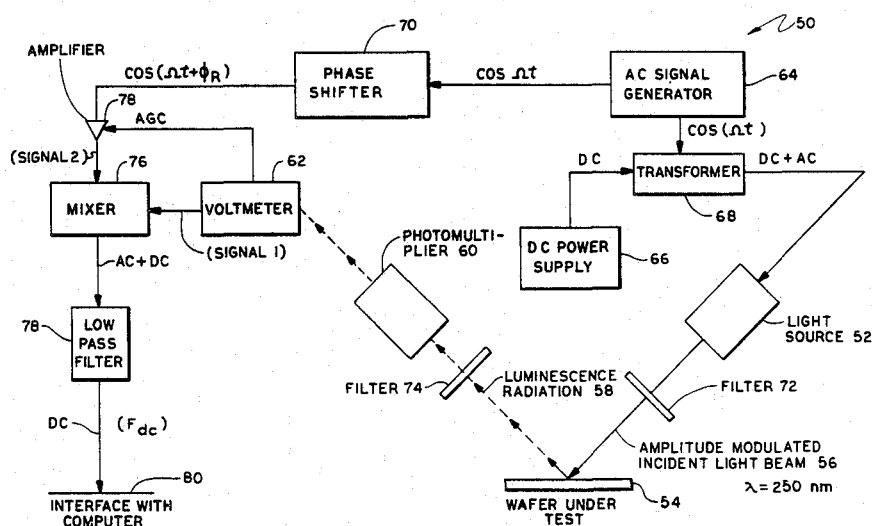 50
70
AMPLIFIER
COS(Ωt+ϕR)
PHASE
SHIFTER
COS Ωt
AC SIGNAL
GENERATOR
64
78
AGC
COS(Ωt)
(SIGNAL 2)
76
62
DC
DC+AC
MIXER
VOLTMETER
TRANSFORMER
68
(SIGNAL 1)
PHOTOMULTI-
PLIER 60
DC POWER
SUPPLY
66
AC+DC
78
LOW
PASS
FILTER
LIGHT
SOURCE 52
FILTER 74
LUMINESCENCE
RADIATION 58
FILTER 72
DC
(Fdc)
AMPLITUDE MODULATED
INCIDENT LIGHT BEAM 56
λ=250 nm
80
INTERFACE WITH
COMPUTER
54
WAFER UNDER
TEST